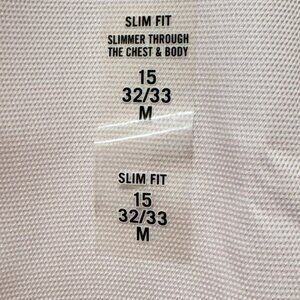 SLIM FIT
SLIMMER THROUGH
THE CHEST & BODY
15
32/33
M
SLIM FIT
15
32/33
M